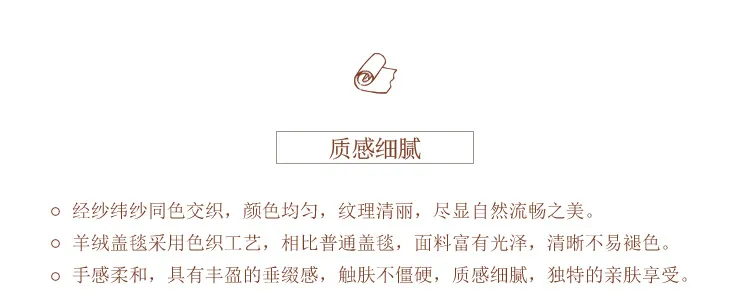 质感细腻
经纱纬纱同色交织，颜色均匀，纹理清丽，尽显自然流畅之美。
羊绒盖毯采用色织工艺，相比普通盖毯，面料富有光泽，清晰不易褪色。
手感柔和，具有丰盈的垂缀感，触肤不僵硬，质感细腻，独特的亲肤享受。